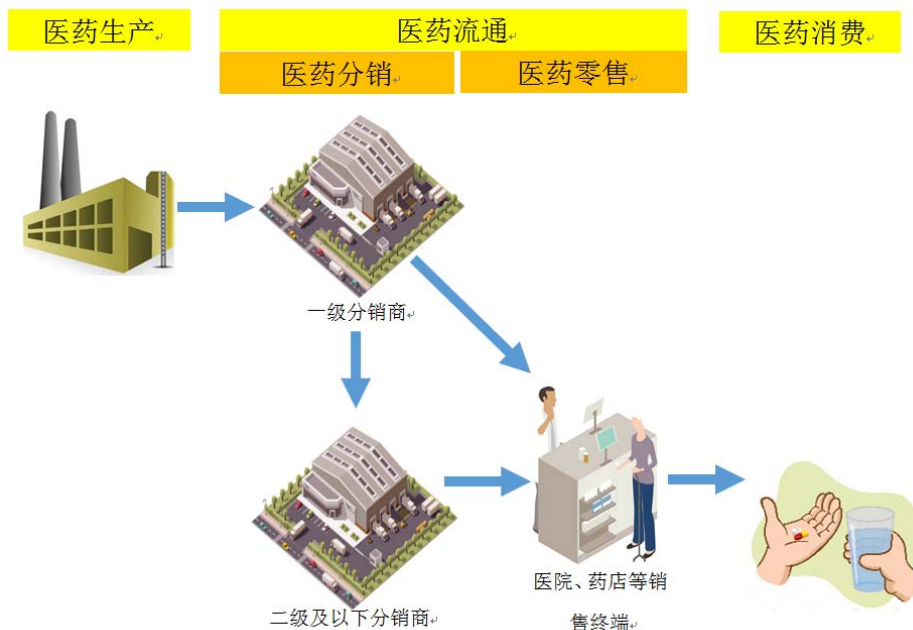 医药生产
医药流通
医药消费
医药分销
医药零售
一级分销商
二级及以下分销商
医院、药店等销
售终端